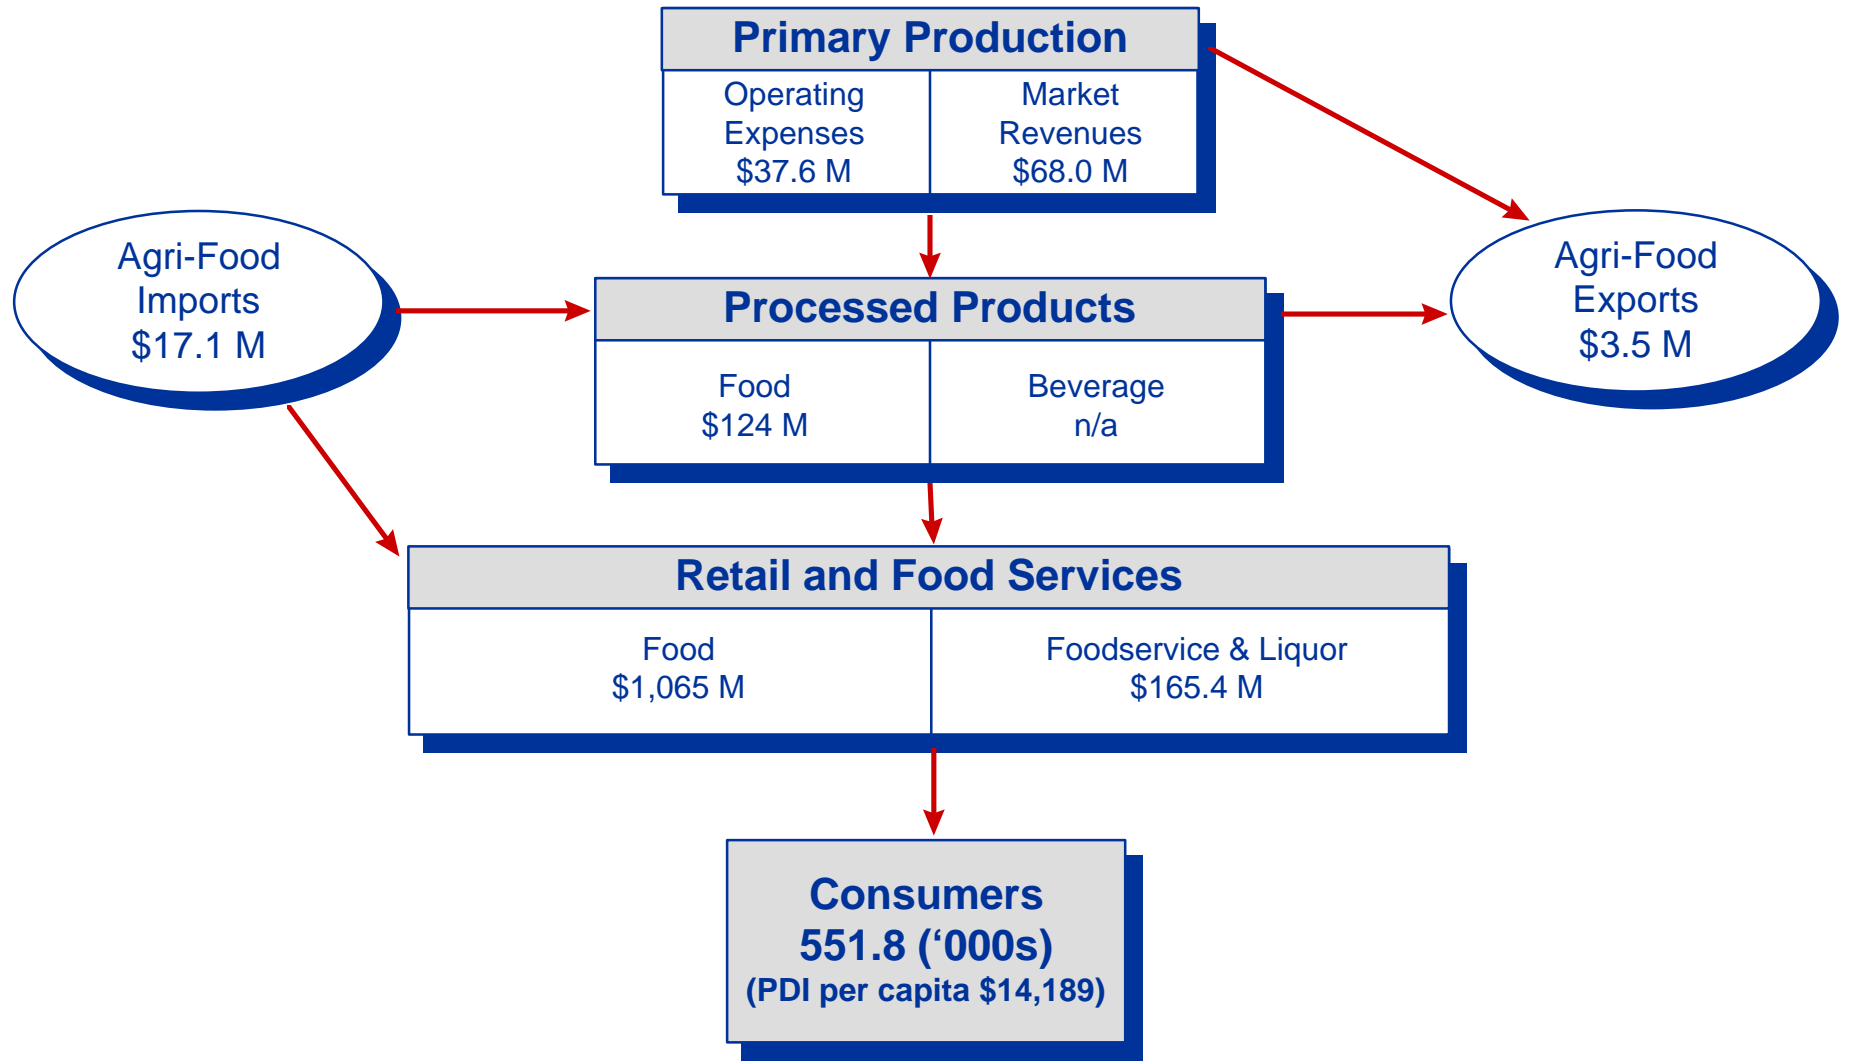 Primary Production
Operating
Expenses
$37.6 M
Market
Revenues
$68.0 M
Agri-Food
Imports
$17.1 M
Processed Products
Food
$124 M
Beverage
n/a
Agri-Food
Exports
$3.5 M
Retail and Food Services
Food
$1,065 M
Foodservice & Liquor
$165.4 M
Consumers
551.8 (‘000s)
(PDI per capita $14,189)